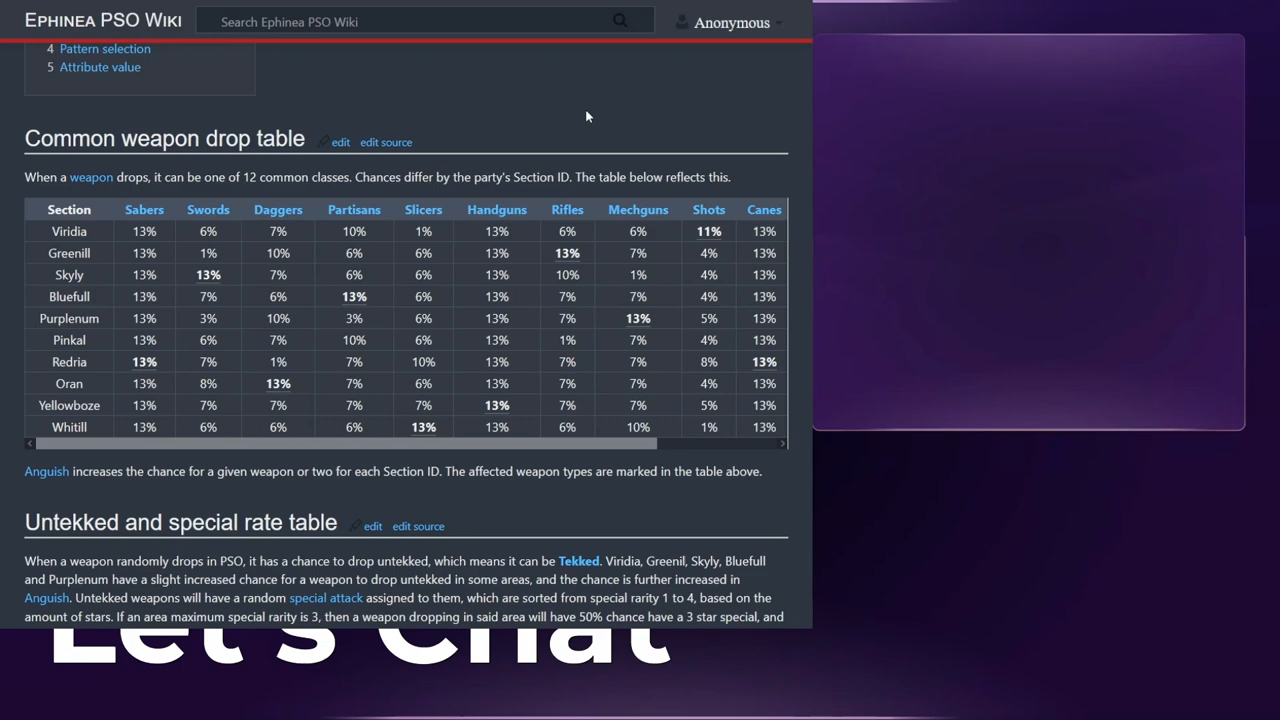 EPHINEA PSO WIKI
Search Ephinea PSO Wiki
Anonymous
4 Pattern selection
5 Attribute value
Common weapon drop table edit edit source
When a weapon drops, it can be one of 12 common classes. Chances differ by the party's Section ID. The table below reflects this.
Section Sabers Swords Daggers Partisans Slicers Handguns Rifles Mechguns Shots Canes
Viridia 13% 6% 7% 10% 1% 13% 6% 6% 11% 13%
Greenill 13% 1% 10% 6% 6% 13% 13% 7% 4% 13%
Skyly 13% 13% 7% 6% 6% 13% 10% 1% 4% 13%
Bluefull 13% 7% 6% 13% 6% 13% 7% 7% 4% 13%
Purplenum 13% 3% 10% 3% 6% 13% 7% 13% 5% 13%
Pinkal 13% 6% 7% 10% 6% 13% 1% 7% 4% 13%
Redria 13% 7% 1% 7% 10% 13% 7% 7% 8% 13%
Oran 13% 8% 13% 7% 6% 13% 7% 7% 4% 13%
Yellowboze 13% 7% 7% 7% 7% 13% 7% 7% 5% 13%
Whitill 13% 6% 6% 6% 13% 13% 6% 10% 1% 13%
Anguish increases the chance for a given weapon or two for each Section ID. The affected weapon types are marked in the table above.
Untekked and special rate table edit edit source
When a weapon randomly drops in PSO, it has a chance to drop untekked, which means it can be Tekked. Viridia, Greenil, Skyly, Bluefull
and Purplenum have a slight increased chance for a weapon to drop untekked in some areas, and the chance is further increased in
Anguish. Untekked weapons will have a random special attack assigned to them, which are sorted from special rarity 1 to 4, based on the
amount of stars. If an area maximum special rarity is 3, then a weapon dropping in said area will have 50% chance have a 3 star special, and
Let's Chat